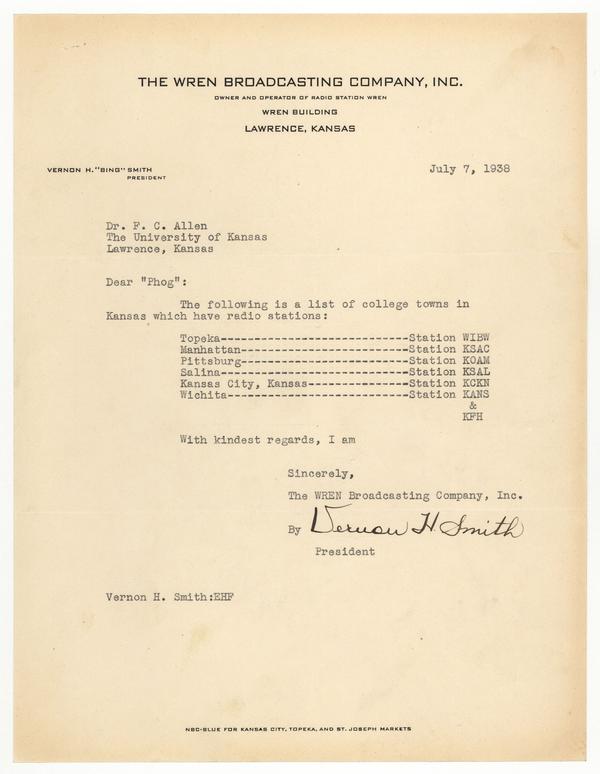 THE WREN BROADCASTING COMPANY, INC.
OWNER AND OPERATOR OF RADIO STATION WREN
WREN BUILDING
LAWRENCE, KANSAS
VERNON H. "BING" SMITH
PRESIDENT
July 7, 1938
Dr. F. C. Allen
The University of Kansas
Lawrence, Kansas
Dear "Phog":
The following is a list of college towns in
Kansas which have radio stations:
Topeka----------------------------Station WIBW
Manhattan-------------------------Station KSAC
Pittsburg-------------------------Station KOAM
Salina----------------------------Station KSAL
Kansas City, Kansas---------------Station KCKN
Wichita---------------------------Station KANS
&
KFH
With kindest regards, I am
Sincerely,
The WREN Broadcasting Company, Inc.
By Vernon H. Smith
President
Vernon H. Smith:EHF
NBC-BLUE FOR KANSAS CITY, TOPEKA, AND ST. JOSEPH MARKETS